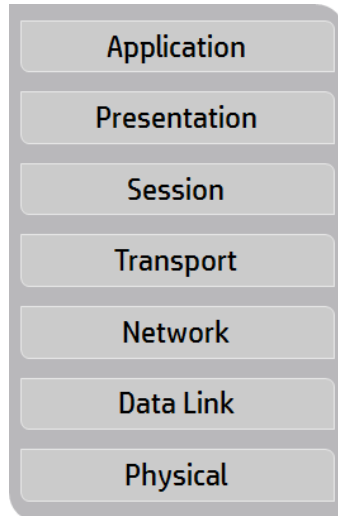 Application
Presentation
Session
Transport
Network
Data Link
Physical